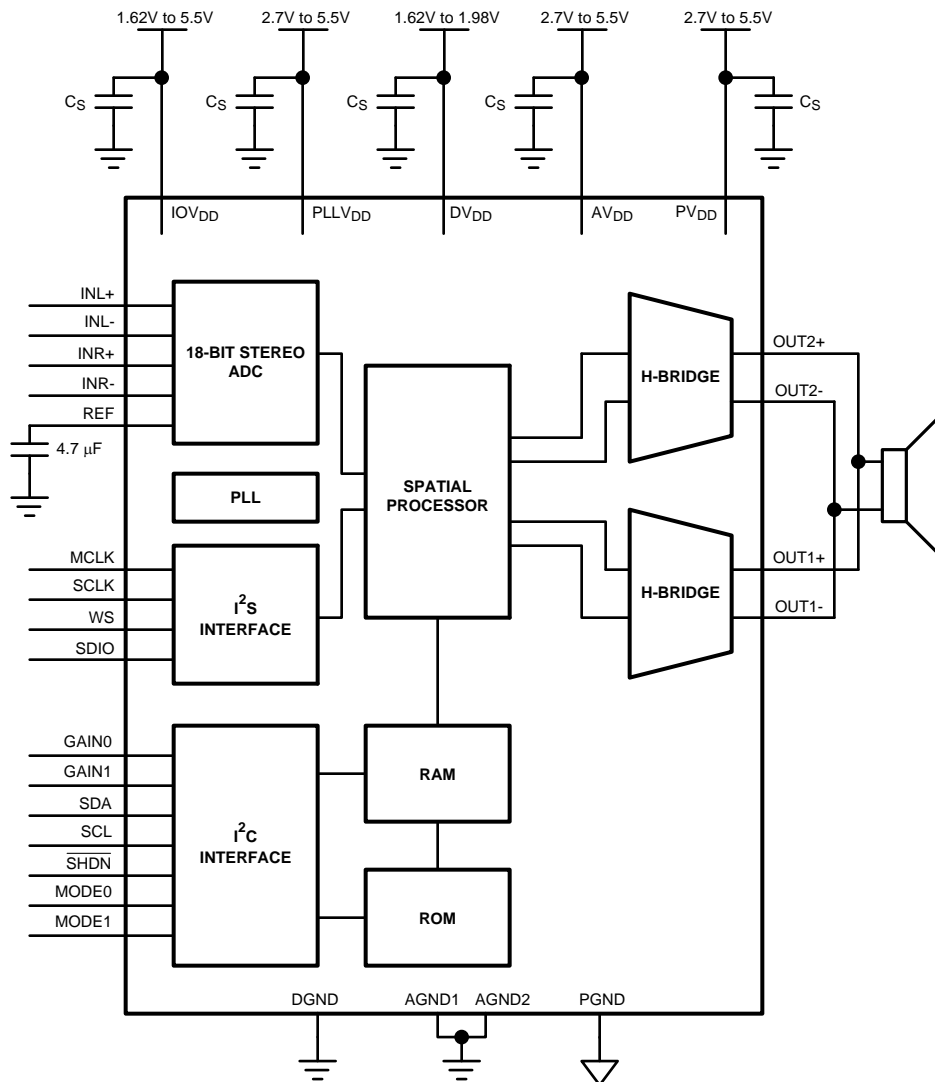 1.62V to 5.5V
2.7V to 5.5V
1.62V to 1.98V
2.7V to 5.5V
2.7V to 5.5V
CS
CS
CS
CS
CS
IOVDD
PLLVDD
DVDD
AVDD
PVDD
INL+
INL-
INR+
INR-
REF
4.7 μF
18-BIT STEREO
ADC
PLL
MCLK
SCLK
WS
SDIO
I2S
INTERFACE
SPATIAL
PROCESSOR
H-BRIDGE
OUT2+
OUT2-
H-BRIDGE
OUT1+
OUT1-
GAIN0
GAIN1
SDA
SCL
SHDN
MODE0
MODE1
I2C
INTERFACE
RAM
ROM
DGND
AGND1
AGND2
PGND